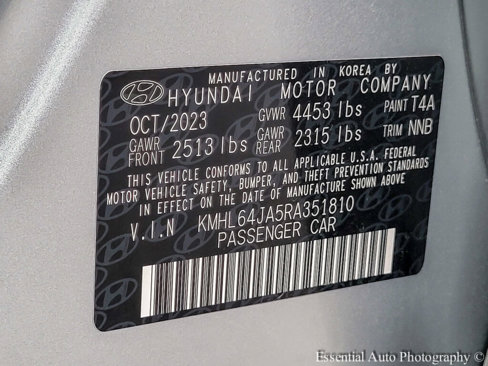 MANUFACTURED IN KOREA BY
HYUNDAI MOTOR COMPANY
OCT/2023 GVWR 4453 lbs PAINT T4A
GAWR FRONT 2513 lbs GAWR REAR 2315 lbs TRIM NNB
THIS VEHICLE CONFORMS TO ALL APPLICABLE U.S.A. FEDERAL
MOTOR VEHICLE SAFETY, BUMPER, AND THEFT PREVENTION STANDARDS
IN EFFECT ON THE DATE OF MANUFACTURE SHOWN ABOVE
V.I.N KMHL64JA5RA351810
PASSENGER CAR
Essential Auto Photography ©